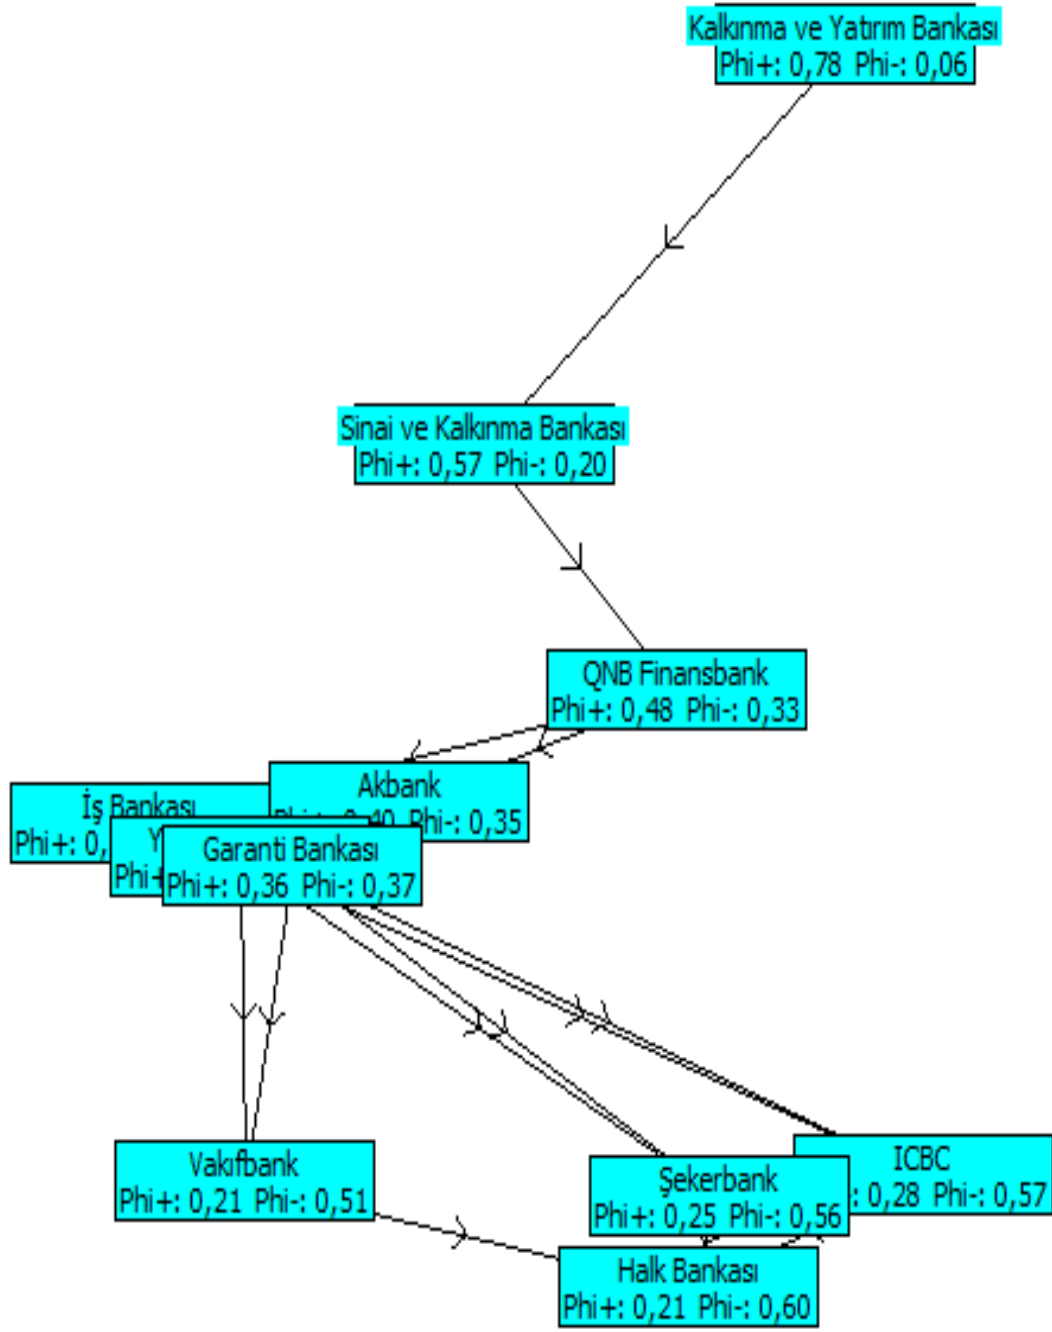 Kalkınma ve Yatırım Bankası
Phi+: 0,78 Phi-: 0,06
Sinai ve Kalkınma Bankası
Phi+: 0,57 Phi-: 0,20
QNB Finansbank
Phi+: 0,48 Phi-: 0,33
Akbank
Phi-: 0,35
İş Bankası
Phi+: 0,
Y
Garanti Bankası
Phi+: 0,36 Phi-: 0,37
Vakıfbank
Phi+: 0,21 Phi-: 0,51
ICBC
: 0,28 Phi-: 0,57
Şekerbank
Phi+: 0,25 Phi-: 0,56
Halk Bankası
Phi+: 0,21 Phi-: 0,60